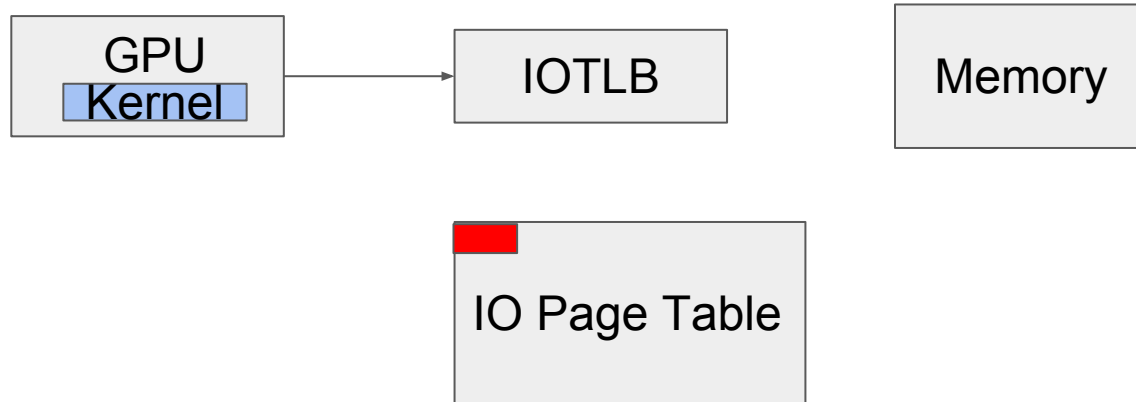 GPU
Kernel
IOTLB
Memory
IO Page Table